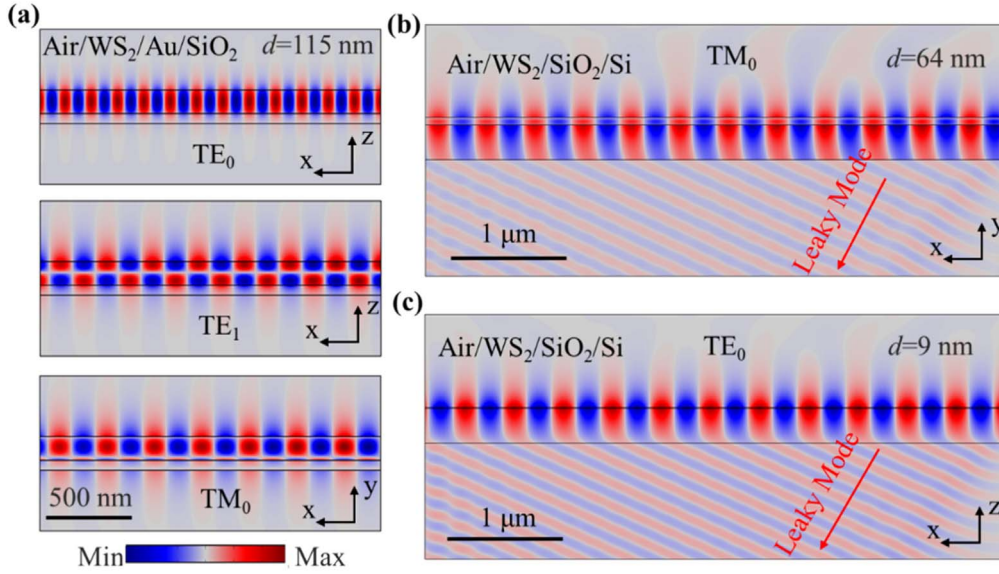 (a)
Air/WS₂/Au/SiO₂ d=115 nm
TE₀
x
z
TE₁
x
z
TM₀
x
y
500 nm
Min Max
(b)
Air/WS₂/SiO₂/Si TM₀ d=64 nm
Leaky Mode
1 μm
x
y
(c)
Air/WS₂/SiO₂/Si TE₀ d=9 nm
Leaky Mode
1 μm
x
z